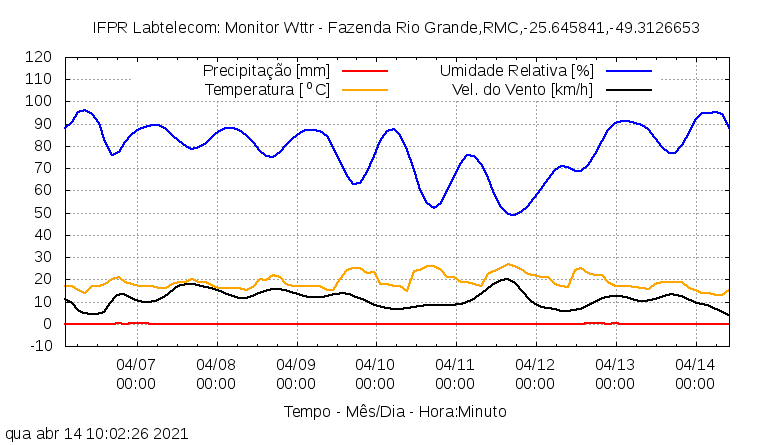 IFPR Labtelecom: Monitor Wttr - Fazenda Rio Grande,RMC,-25.645841,-49.3126653
120
110
100
90
80
70
60
50
40
30
20
10
0
-10
Precipitação [mm]
Temperatura [⁰C]
Umidade Relativa [%]
Vel. do Vento [km/h]
04/07 04/08 04/09 04/10 04/11 04/12 04/13 04/14
00:00 00:00 00:00 00:00 00:00 00:00 00:00 00:00
Tempo - Mês/Dia - Hora:Minuto
qua abr 14 10:02:26 2021